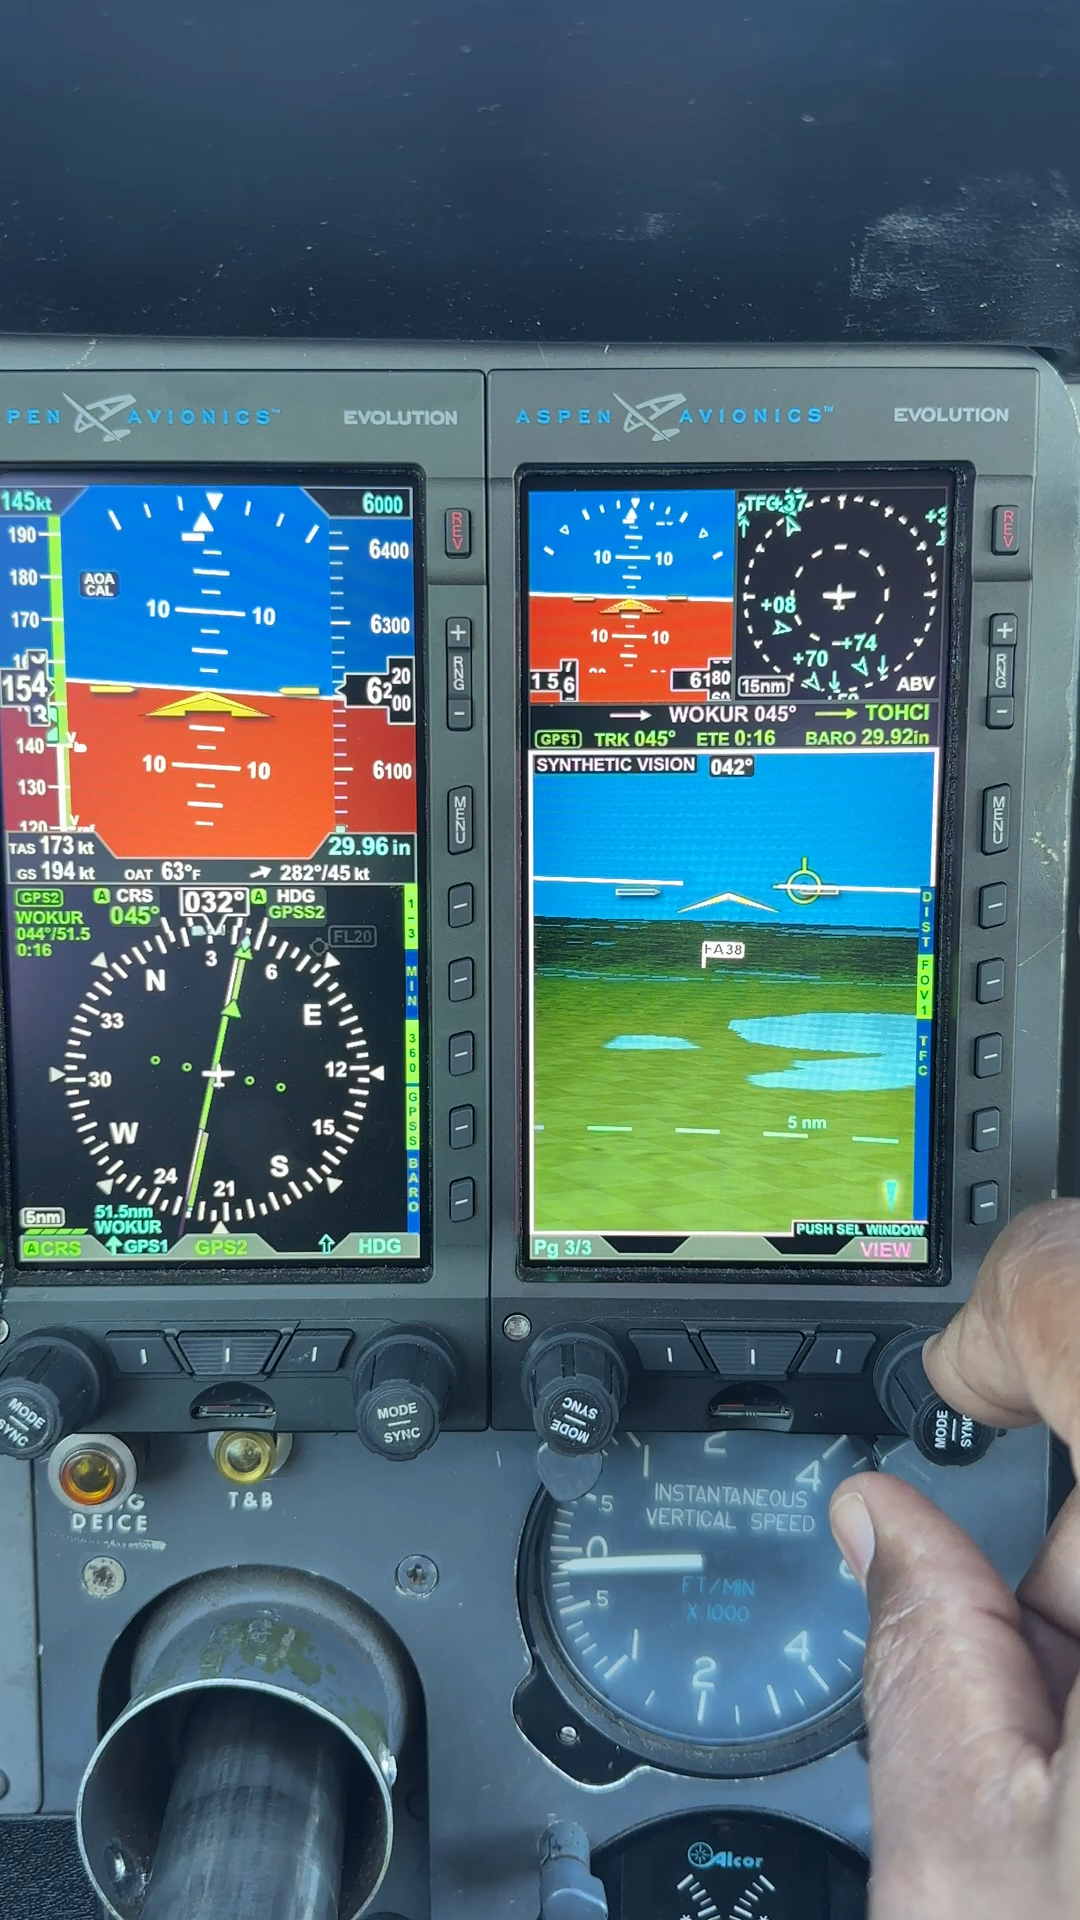 PEN AVIONICS™ EVOLUTION
ASPEN AVIONICS™ EVOLUTION
145kt
6000
REV
190
180
170
AOA
CAL
10 10
6400
6300
+
RNG
−
154
6 20
00
140
130
120
10 10
6100
MENU
TAS 173 kt
29.96 in
GS 194 kt OAT 63°F 282°/45 kt
GPS2
WOKUR
044°/51.5
0:16
A CRS
045°
032°
A HDG
GPSS2
FL20
N 3 6 E 12 15 S 21 24 W 30 33
1-3
MIN
360
GPSS
BARO
5nm
51.5nm
WOKUR
A CRS GPS1 GPS2 HDG
10 10
10 10
156
6180
60
TFC
+08
+74
+70
15nm
ABV
REV
+
RNG
−
MENU
WOKUR 045° TOHCI
GPS1 TRK 045° ETE 0:16 BARO 29.92in
SYNTHETIC VISION 042°
FA38
DIST
FOV1
TFC
5 nm
PUSH SEL WINDOW
Pg 3/3 VIEW
MODE
SYNC
MODE
SYNC
MODE
SYNC
MODE
SYNC
DEICE
T&B
1 2 4
.5
0
.5
1 2 4
INSTANTANEOUS
VERTICAL SPEED
FT/MIN
X 1000
Alcor